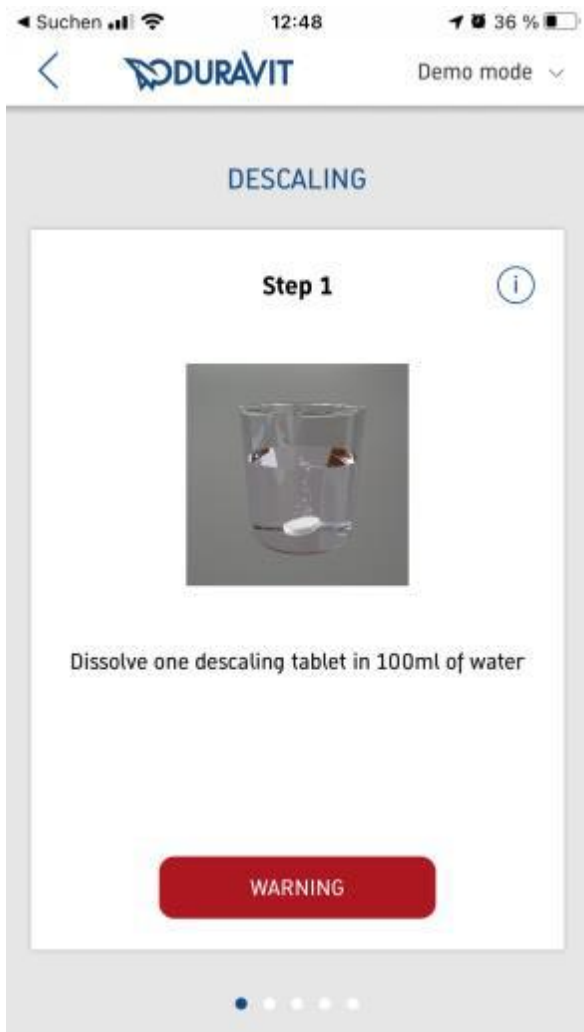 Suchen 12:48 36 %
DURAVIT Demo mode
DESCALING
Step 1
i
Dissolve one descaling tablet in 100ml of water
WARNING